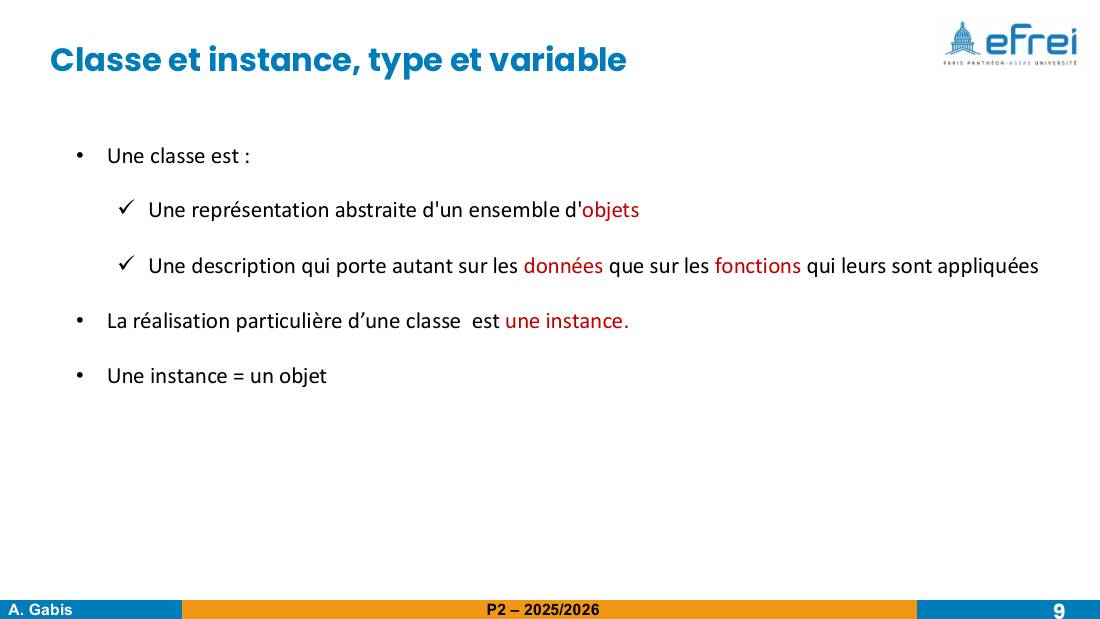 Classe et instance, type et variable
efrei
PARIS PANTHÉON-ASSAS UNIVERSITÉ
• Une classe est :
✓ Une représentation abstraite d'un ensemble d'objets
✓ Une description qui porte autant sur les données que sur les fonctions qui leurs sont appliquées
• La réalisation particulière d’une classe  est une instance.
• Une instance = un objet
A. Gabis
P2 – 2025/2026
9